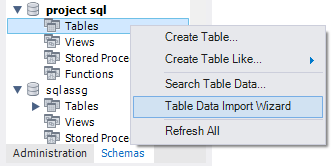 project sql
Tables
Views
Stored Proce
Functions
sqlassg
Tables
Views
Stored Proce
Administration Schemas
Create Table...
Create Table Like...
Search Table Data...
Table Data Import Wizard
Refresh All